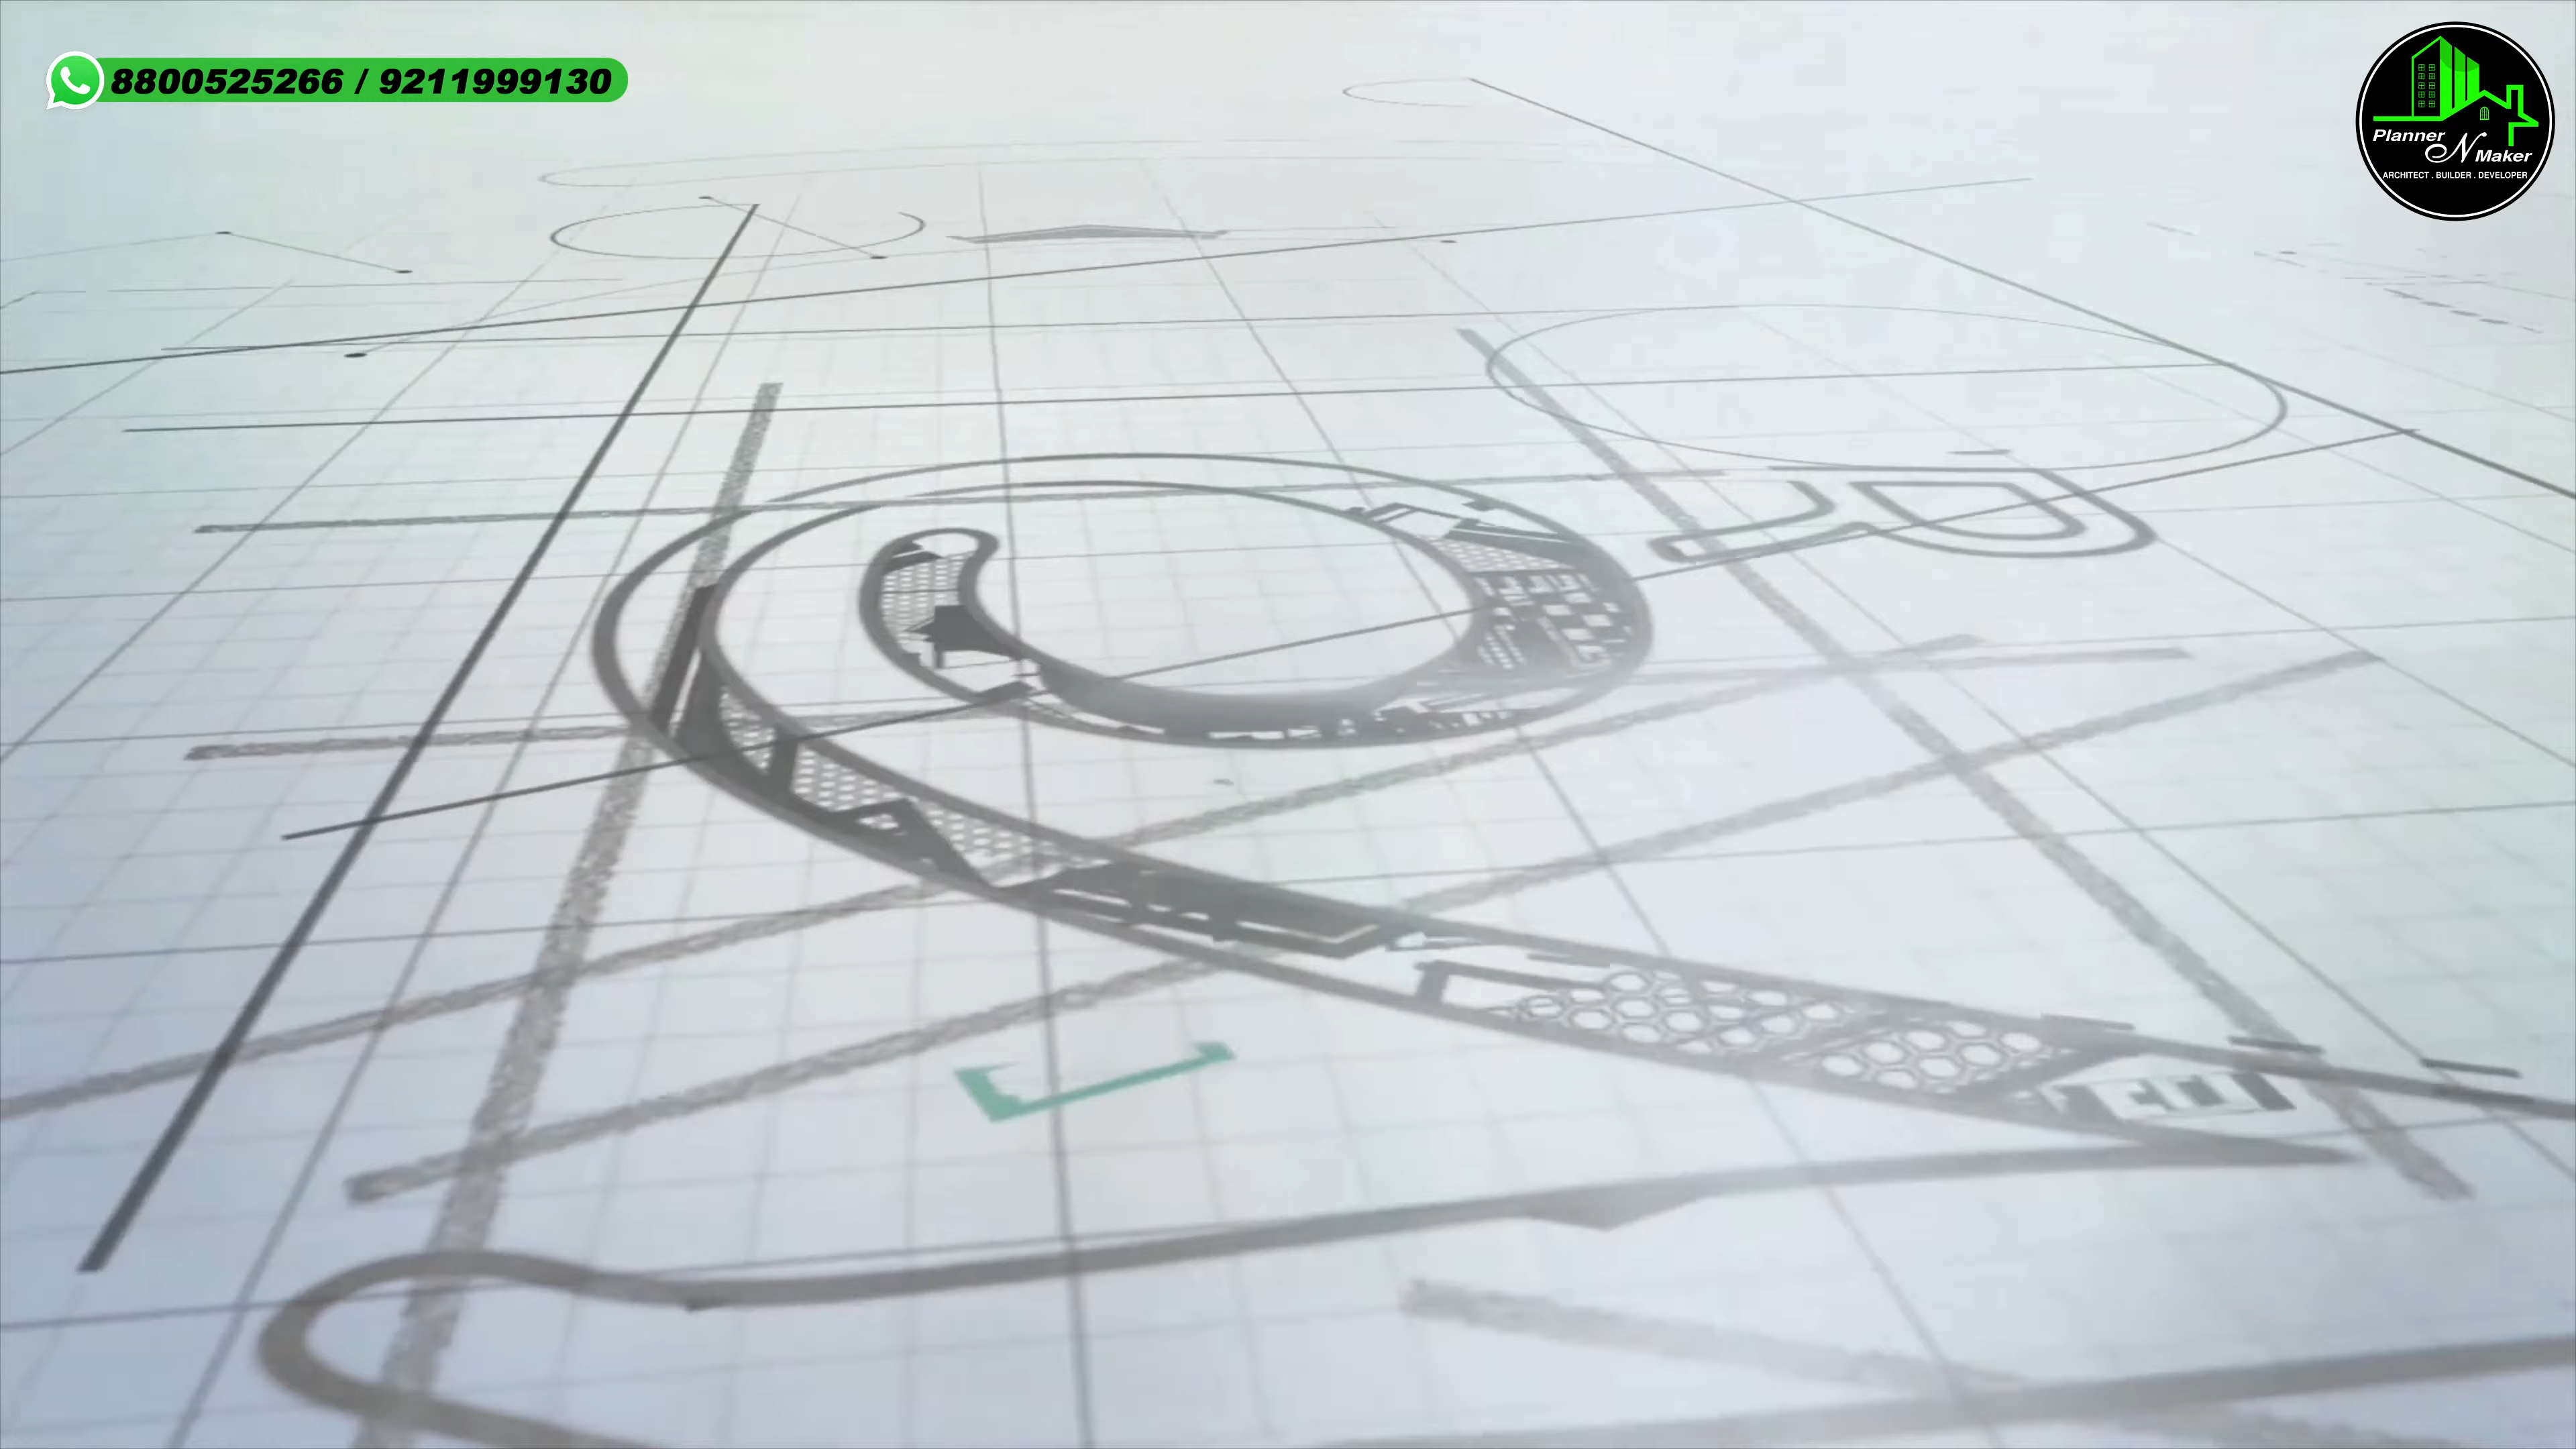 8800525266 / 9211999130
Planner
N Maker
ARCHITECT . BUILDER . DEVELOPER